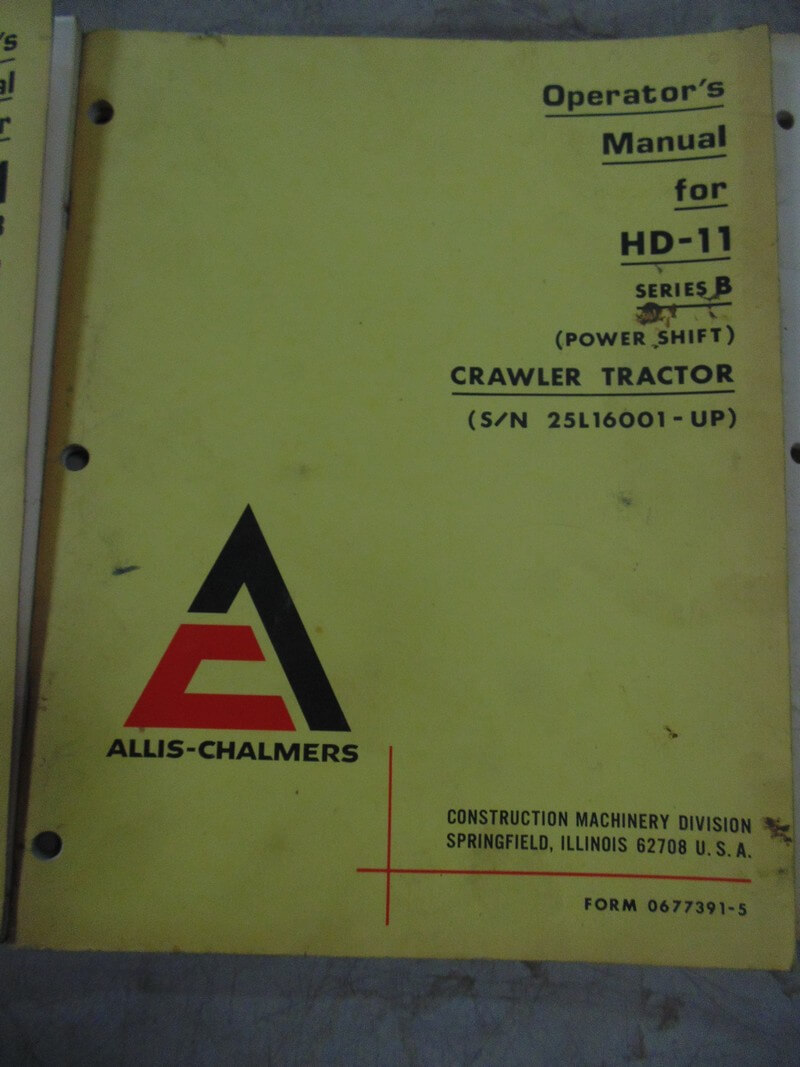 's
al
r
Operator's
Manual
for
HD-11
SERIES B
(POWER SHIFT)
CRAWLER TRACTOR
(S/N 25L16001-UP)
ALLIS-CHALMERS
CONSTRUCTION MACHINERY DIVISION
SPRINGFIELD, ILLINOIS 62708 U.S.A.
FORM 0677391-5